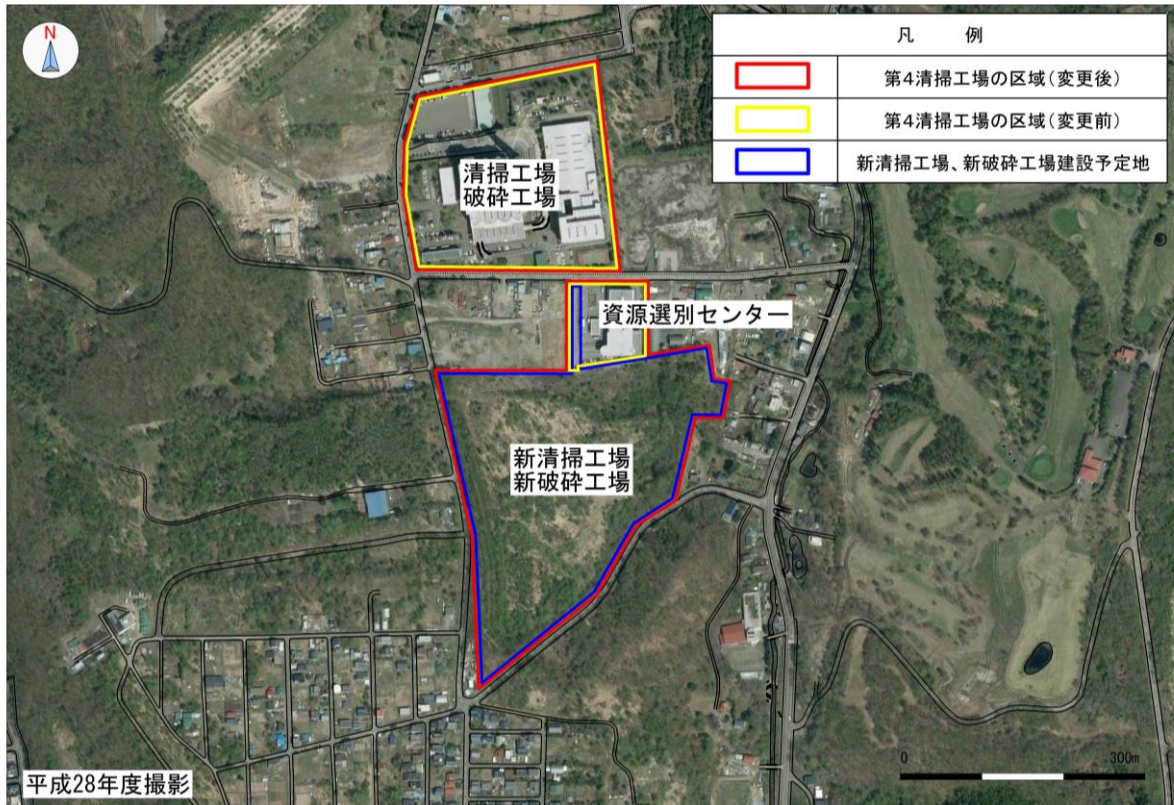 N
凡 例
第4清掃工場の区域(変更後)
第4清掃工場の区域(変更前)
新清掃工場、新破砕工場建設予定地
清掃工場
破砕工場
資源選別センター
新清掃工場
新破砕工場
0 300m
平成28年度撮影